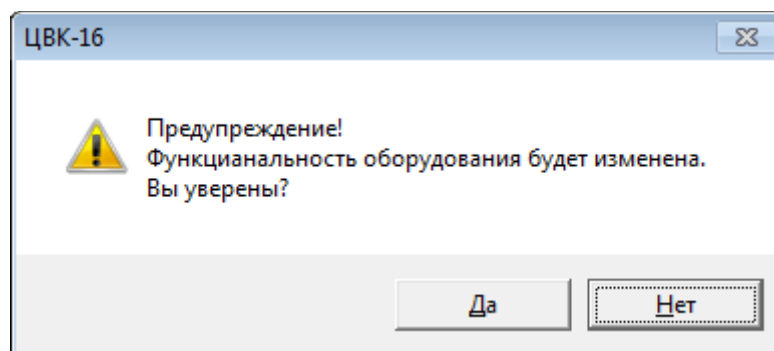 ЦВК-16
Предупреждение!
Функцианальность оборудования будет изменена.
Вы уверены?
Да
Нет